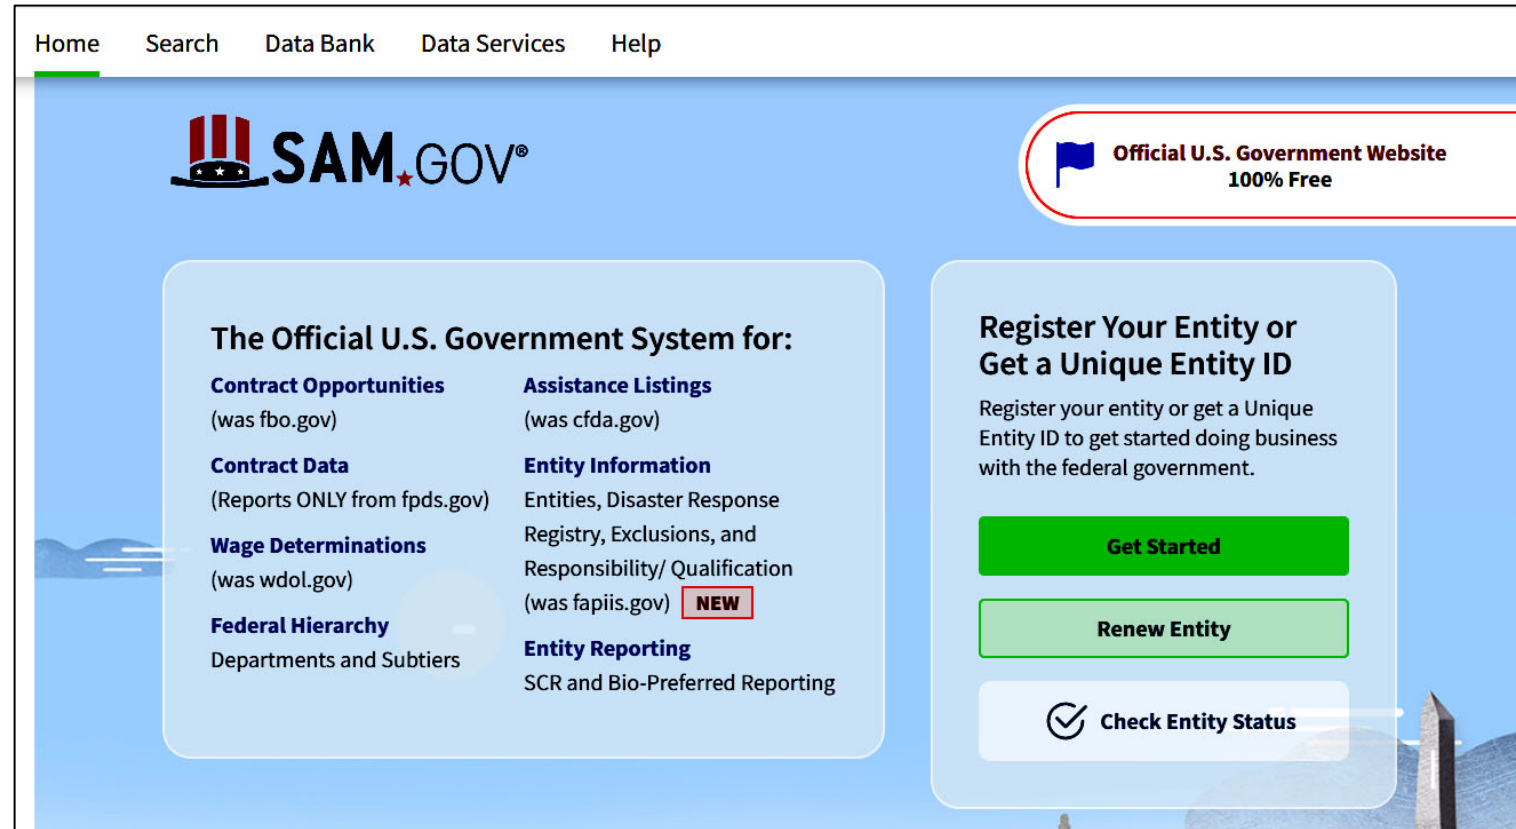 Home Search Data Bank Data Services Help
SAM.GOV®
Official U.S. Government Website
100% Free
The Official U.S. Government System for:
Contract Opportunities
(was fbo.gov)
Contract Data
(Reports ONLY from fpds.gov)
Wage Determinations
(was wdol.gov)
Federal Hierarchy
Departments and Subtiers
Assistance Listings
(was cfda.gov)
Entity Information
Entities, Disaster Response
Registry, Exclusions, and
Responsibility/ Qualification
(was fapiis.gov) NEW
Entity Reporting
SCR and Bio-Preferred Reporting
Register Your Entity or
Get a Unique Entity ID
Register your entity or get a Unique
Entity ID to get started doing business
with the federal government.
Get Started
Renew Entity
Check Entity Status